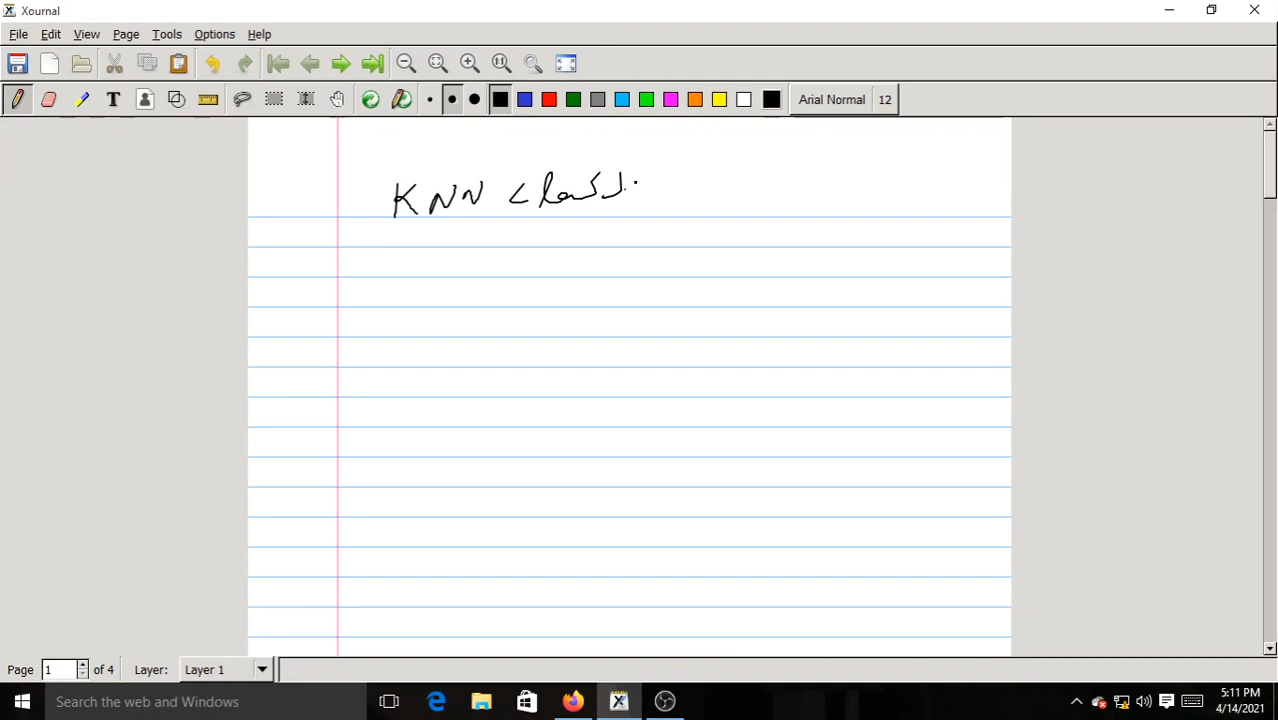 Xournal
File Edit View Page Tools Options Help
T Arial Normal 12
KNN Classi
Page 1 of 4 Layer: Layer 1
Search the web and Windows
5:11 PM
4/14/2021